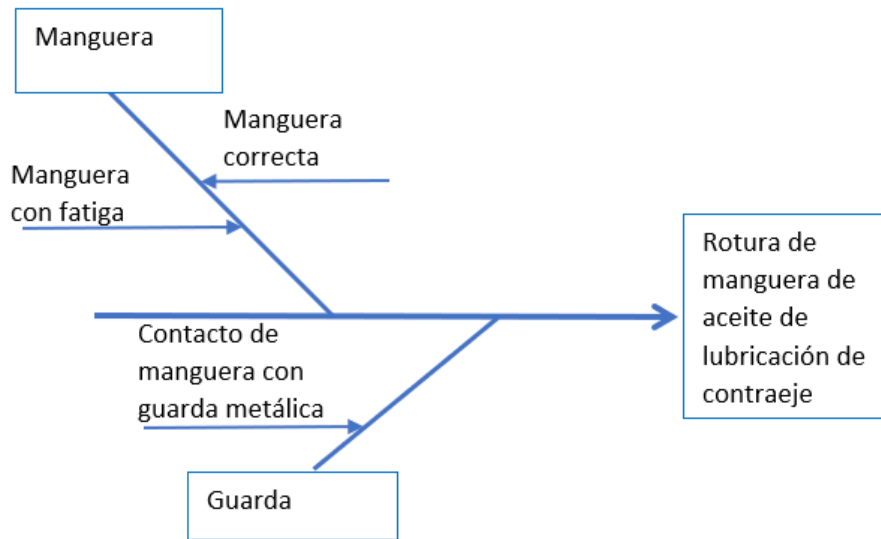 Manguera
Manguera
correcta
Manguera
con fatiga
Rotura de
manguera de
aceite de
lubricación de
contraeje
Contacto de
manguera con
guarda metálica
Guarda